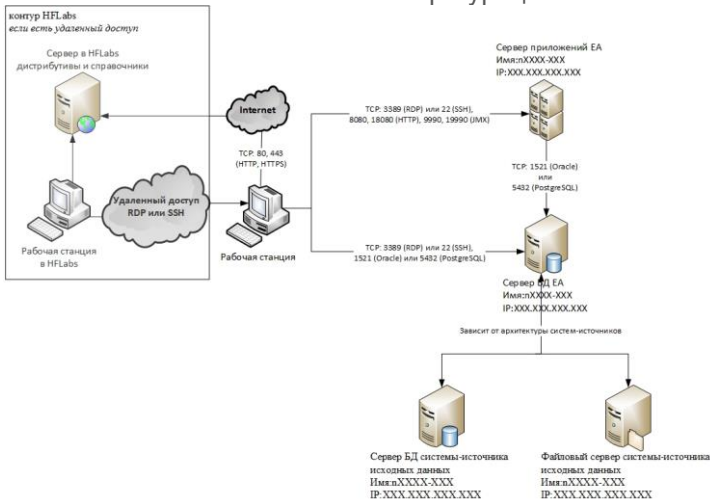 контур HFLabs
если есть удаленный доступ
Сервер в HFLabs
дистрибутивы и справочники
Рабочая станция
в HFLabs
Удаленный доступ
RDP или SSH
Internet
TCP: 80, 443
(HTTP, HTTPS)
Рабочая станция
TCP: 3389 (RDP) или 22 (SSH),
8080, 18080 (HTTP), 9990, 19990 (JMX)
Сервер приложений ЕА
Имя:nXXXX-XXX
IP:XXX.XXX.XXX.XXX
TCP: 1521 (Oracle)
или
5432 (PostgreSQL)
TCP: 3389 (RDP) или 22 (SSH),
1521 (Oracle) или 5432 (PostgreSQL)
Сервер БД ЕА
Имя:nXXXX-XXX
IP:XXX.XXX.XXX.XXX
Зависит от архитектуры систем-источников
Сервер БД системы-источника
исходных данных
Имя:nXXXX-XXX
IP:XXX.XXX.XXX.XXX
Файловый сервер системы-источника
исходных данных
Имя:nXXXX-XXX
IP:XXX.XXX.XXX.XXX